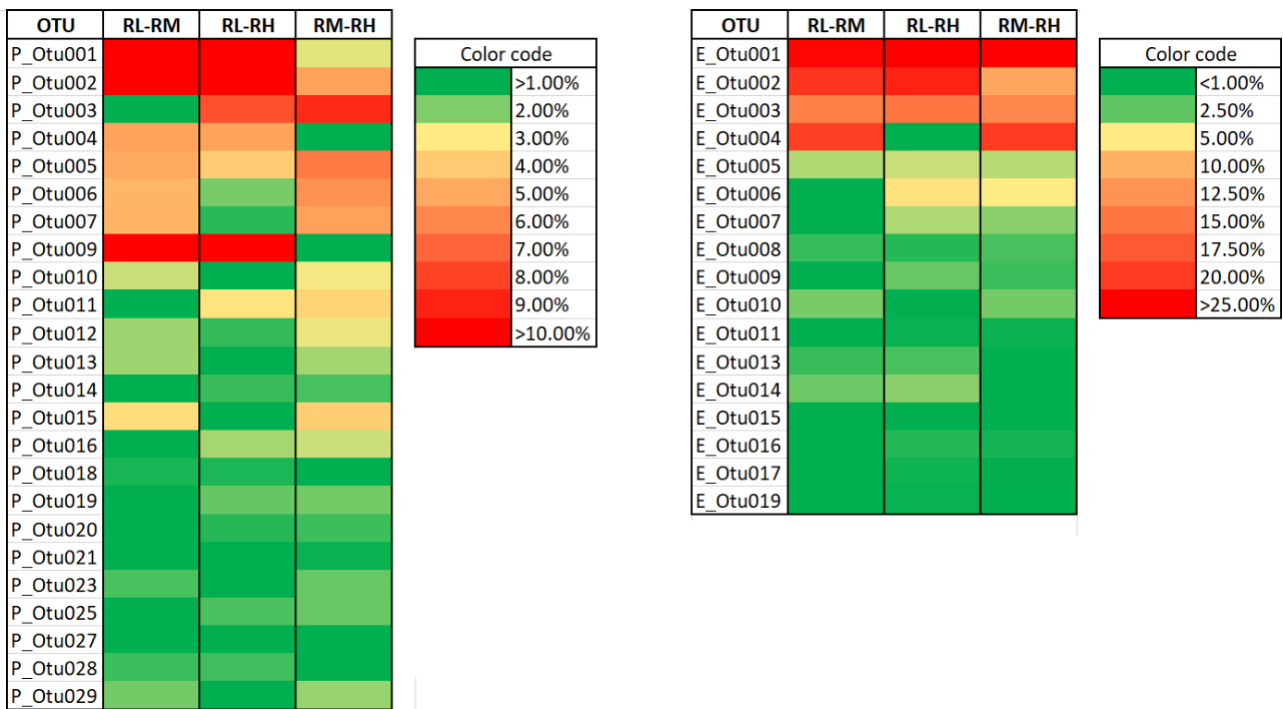 OTU RL-RM RL-RH RM-RH
P_Otu001
P_Otu002
P_Otu003
P_Otu004
P_Otu005
P_Otu006
P_Otu007
P_Otu009
P_Otu010
P_Otu011
P_Otu012
P_Otu013
P_Otu014
P_Otu015
P_Otu016
P_Otu018
P_Otu019
P_Otu020
P_Otu021
P_Otu023
P_Otu025
P_Otu027
P_Otu028
P_Otu029
Color code
>1.00%
2.00%
3.00%
4.00%
5.00%
6.00%
7.00%
8.00%
9.00%
>10.00%
OTU RL-RM RL-RH RM-RH
E_Otu001
E_Otu002
E_Otu003
E_Otu004
E_Otu005
E_Otu006
E_Otu007
E_Otu008
E_Otu009
E_Otu010
E_Otu011
E_Otu013
E_Otu014
E_Otu015
E_Otu016
E_Otu017
E_Otu019
Color code
<1.00%
2.50%
5.00%
10.00%
12.50%
15.00%
17.50%
20.00%
>25.00%